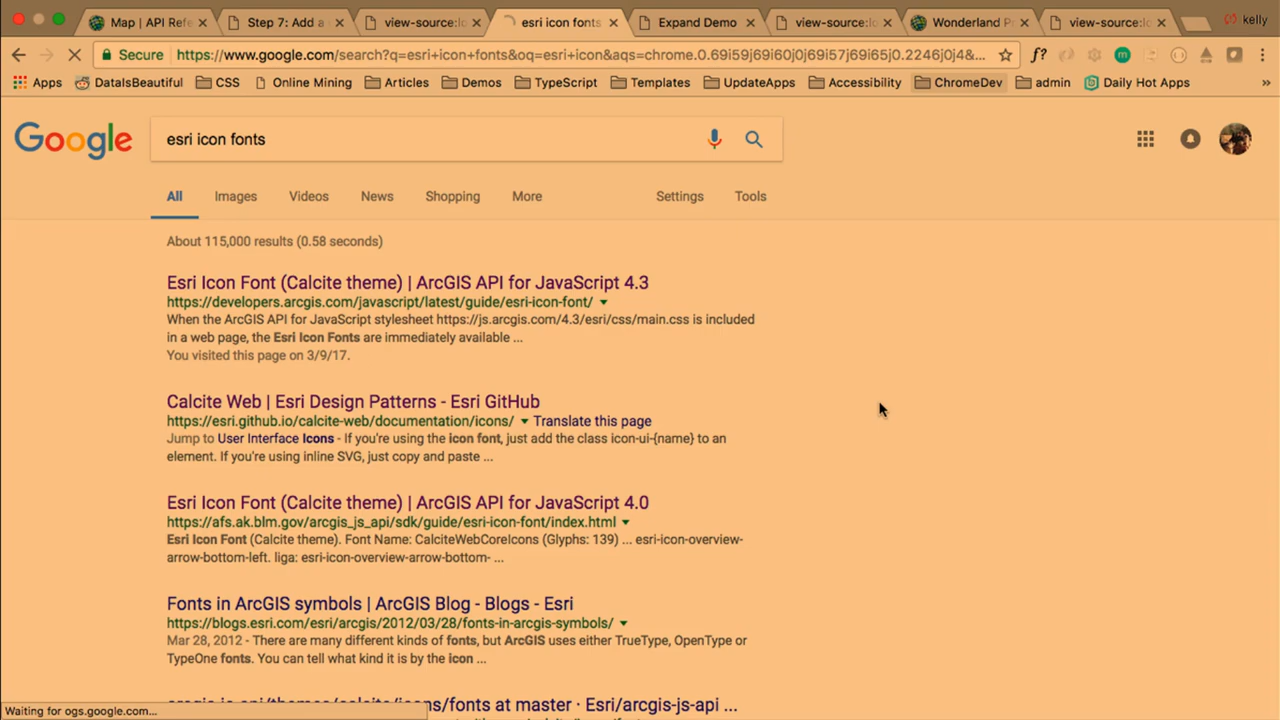 Map | API Refe
Step 7: Add a
view-source:lo
esri icon fonts
Expand Demo
view-source:lo
Wonderland P
view-source:lo
kelly
Secure
https://www.google.com/search?q=esri+icon+fonts&oq=esri+icon&aqs=chrome.0.69i59j69i60j0j69i57j69i65j0.2246j0j4&...
f?
Apps
DataIsBeautiful
CSS
Online Mining
Articles
Demos
TypeScript
Templates
UpdateApps
Accessibility
ChromeDev
admin
Daily Hot Apps
»
Google
esri icon fonts
All
Images
Videos
News
Shopping
More
Settings
Tools
About 115,000 results (0.58 seconds)
Esri Icon Font (Calcite theme) | ArcGIS API for JavaScript 4.3
https://developers.arcgis.com/javascript/latest/guide/esri-icon-font/
When the ArcGIS API for JavaScript stylesheet https://js.arcgis.com/4.3/esri/css/main.css is included
in a web page, the Esri Icon Fonts are immediately available ...
You visited this page on 3/9/17.
Calcite Web | Esri Design Patterns - Esri GitHub
https://esri.github.io/calcite-web/documentation/icons/ Translate this page
Jump to User Interface Icons - If you're using the icon font, just add the class icon-ui-{name} to an
element. If you're using inline SVG, just copy and paste ...
Esri Icon Font (Calcite theme) | ArcGIS API for JavaScript 4.0
https://afs.ak.blm.gov/arcgis_js_api/sdk/guide/esri-icon-font/index.html
Esri Icon Font (Calcite theme). Font Name: CalciteWebCoreIcons (Glyphs: 139) ... esri-icon-overview-
arrow-bottom-left. liga: esri-icon-overview-arrow-bottom- ...
Fonts in ArcGIS symbols | ArcGIS Blog - Blogs - Esri
https://blogs.esri.com/esri/arcgis/2012/03/28/fonts-in-arcgis-symbols/
Mar 28, 2012 - There are many different kinds of fonts, but ArcGIS uses either TrueType, OpenType or
TypeOne fonts. You can tell what kind it is by the icon ...
arcgis-js-api/themes/calcite/icons/fonts at master · Esri/arcgis-js-api ...
Waiting for ogs.google.com...